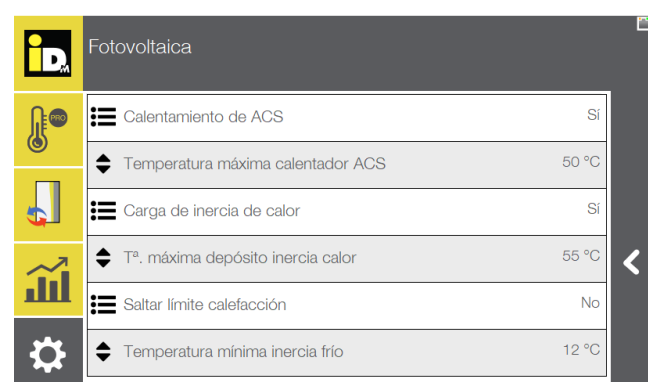 iDM
Fotovoltaica
PRO
Calentamiento de ACS Sí
Temperatura máxima calentador ACS 50 °C
Carga de inercia de calor Sí
Tª. máxima depósito inercia calor 55 °C
Saltar límite calefacción No
Temperatura mínima inercia frío 12 °C